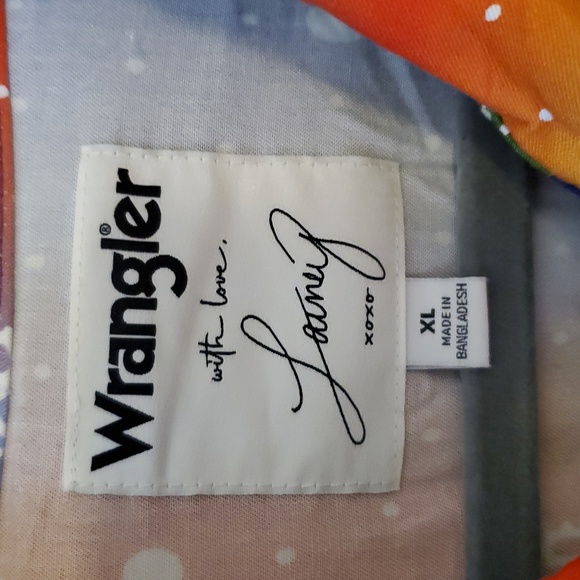 Wrangler®
with love,
Lainey
xoxo
XL
MADE IN
BANGLADESH